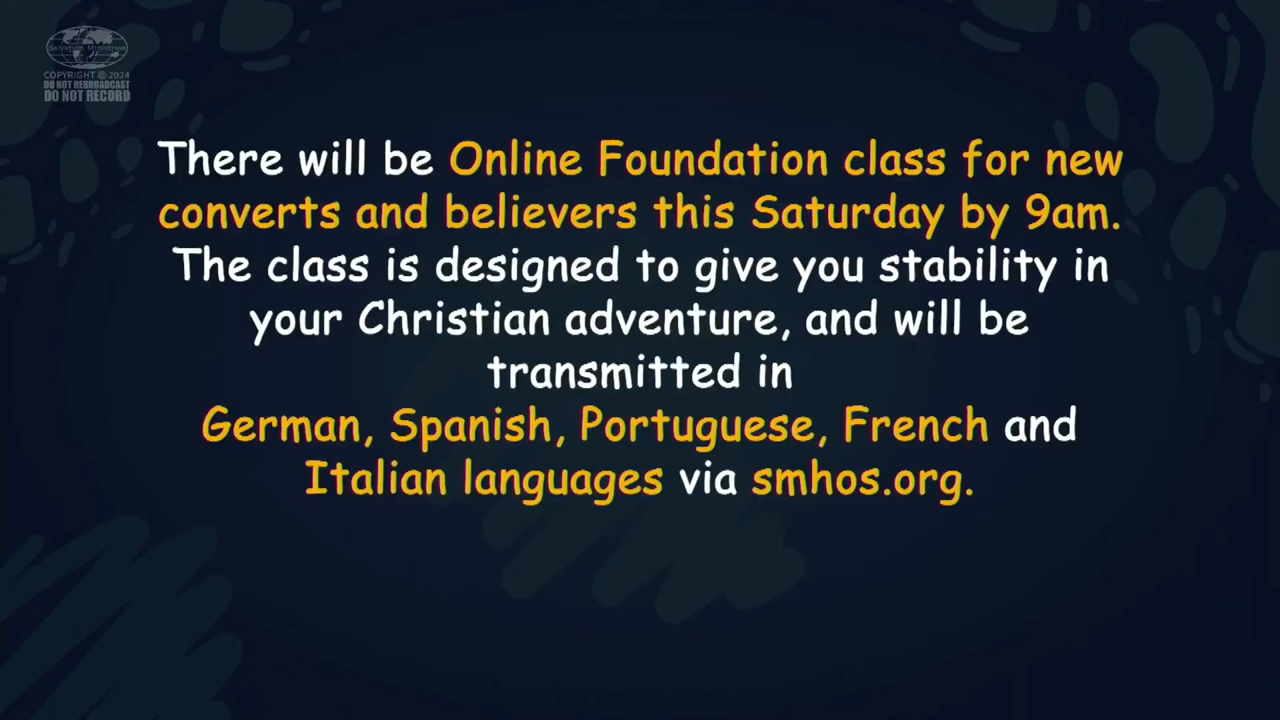 Salvation Ministries
COPYRIGHT © 2024
DO NOT REBROADCAST
DO NOT RECORD
There will be Online Foundation class for new
converts and believers this Saturday by 9am.
The class is designed to give you stability in
your Christian adventure, and will be
transmitted in
German, Spanish, Portuguese, French and
Italian languages via smhos.org.